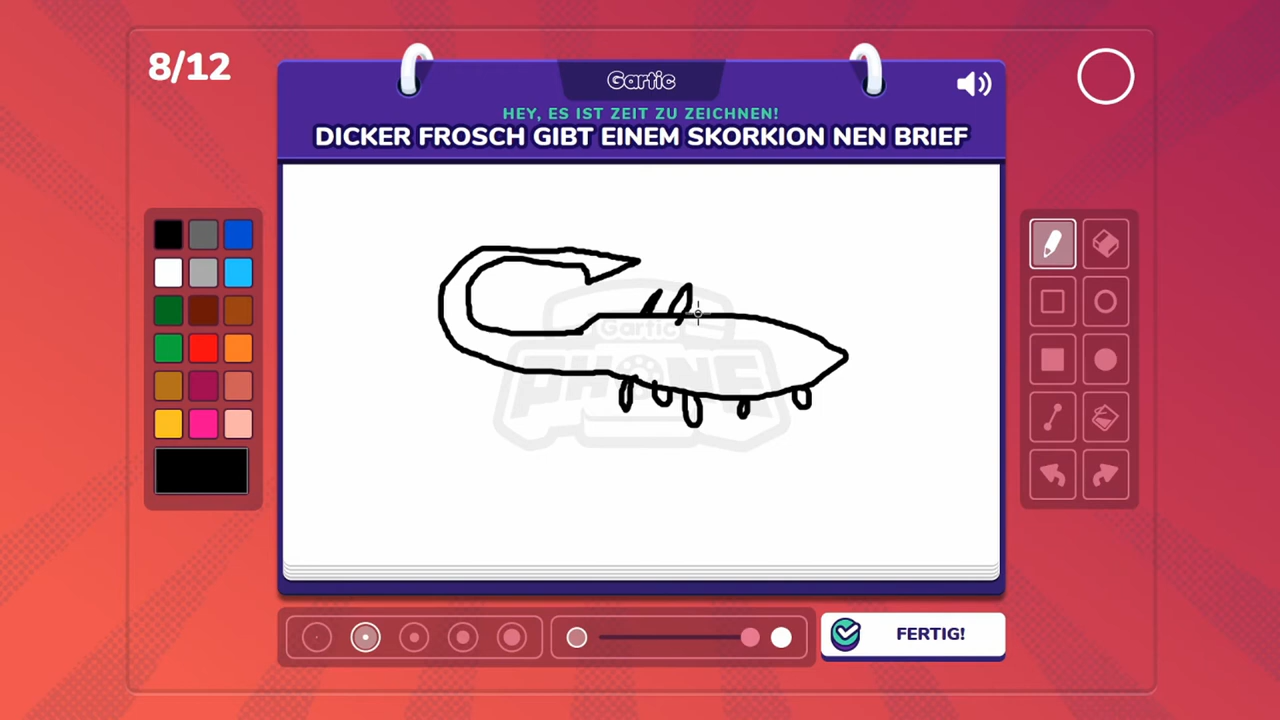 8/12
Gartic
HEY, ES IST ZEIT ZU ZEICHNEN!
DICKER FROSCH GIBT EINEM SKORKION NEN BRIEF
Gartic
PHONE
FERTIG!